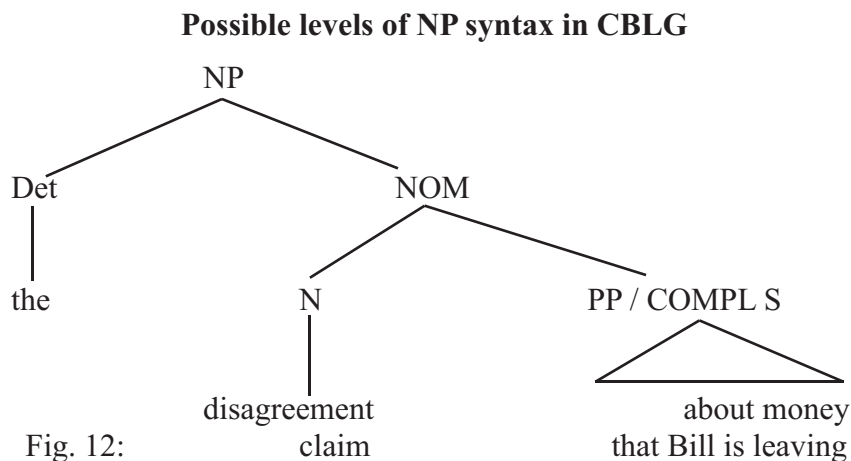 Possible levels of NP syntax in CBLG
NP
Det NOM
the N PP / COMPL S
disagreement about money
Fig. 12: claim that Bill is leaving